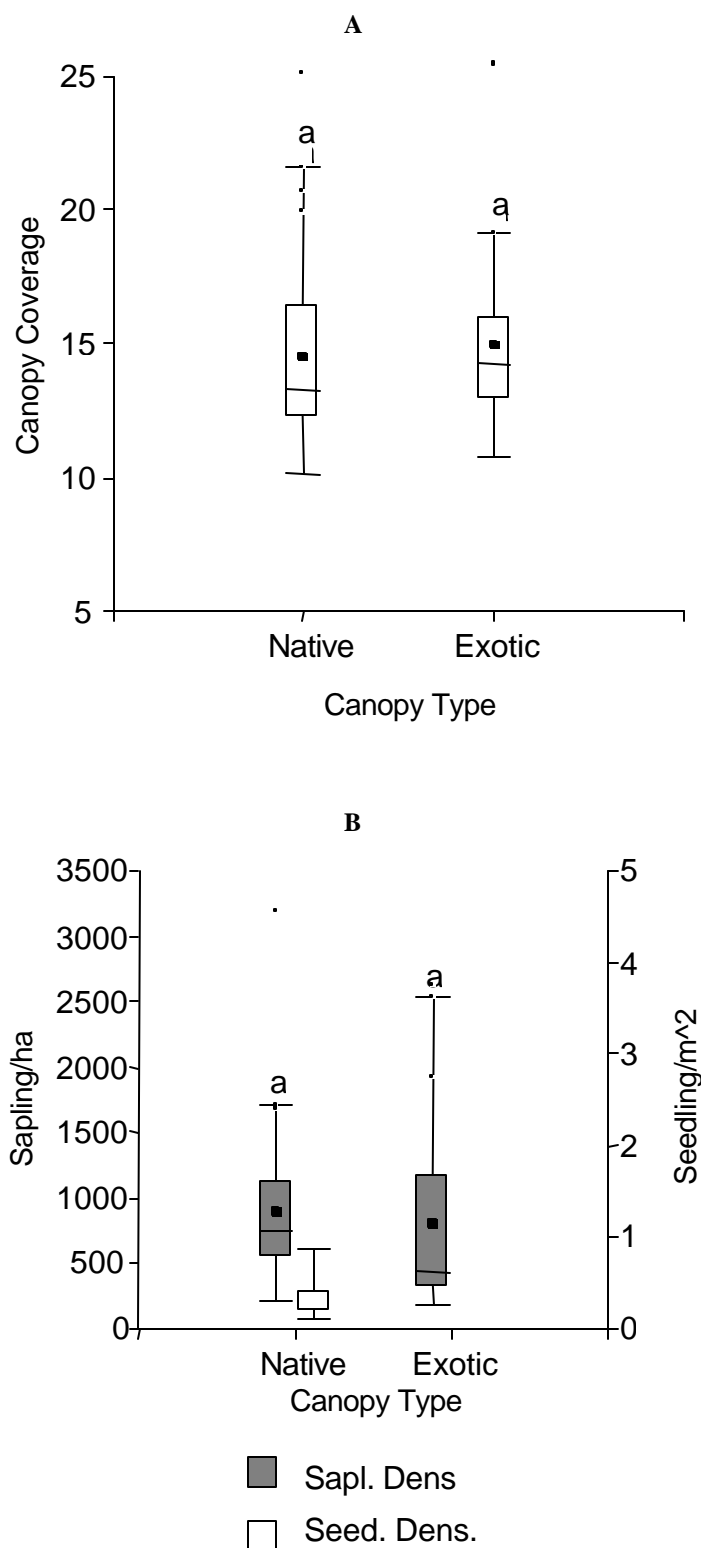 A
25
a
20
a
15
10
5
Canopy Coverage
Native Exotic
Canopy Type
B
3500
3000
2500
2000
1500
1000
500
0
Sapling/ha
5
4
3
2
1
0
Seedling/m^2
a
a
Native Exotic
Canopy Type
Sapl. Dens
Seed. Dens.